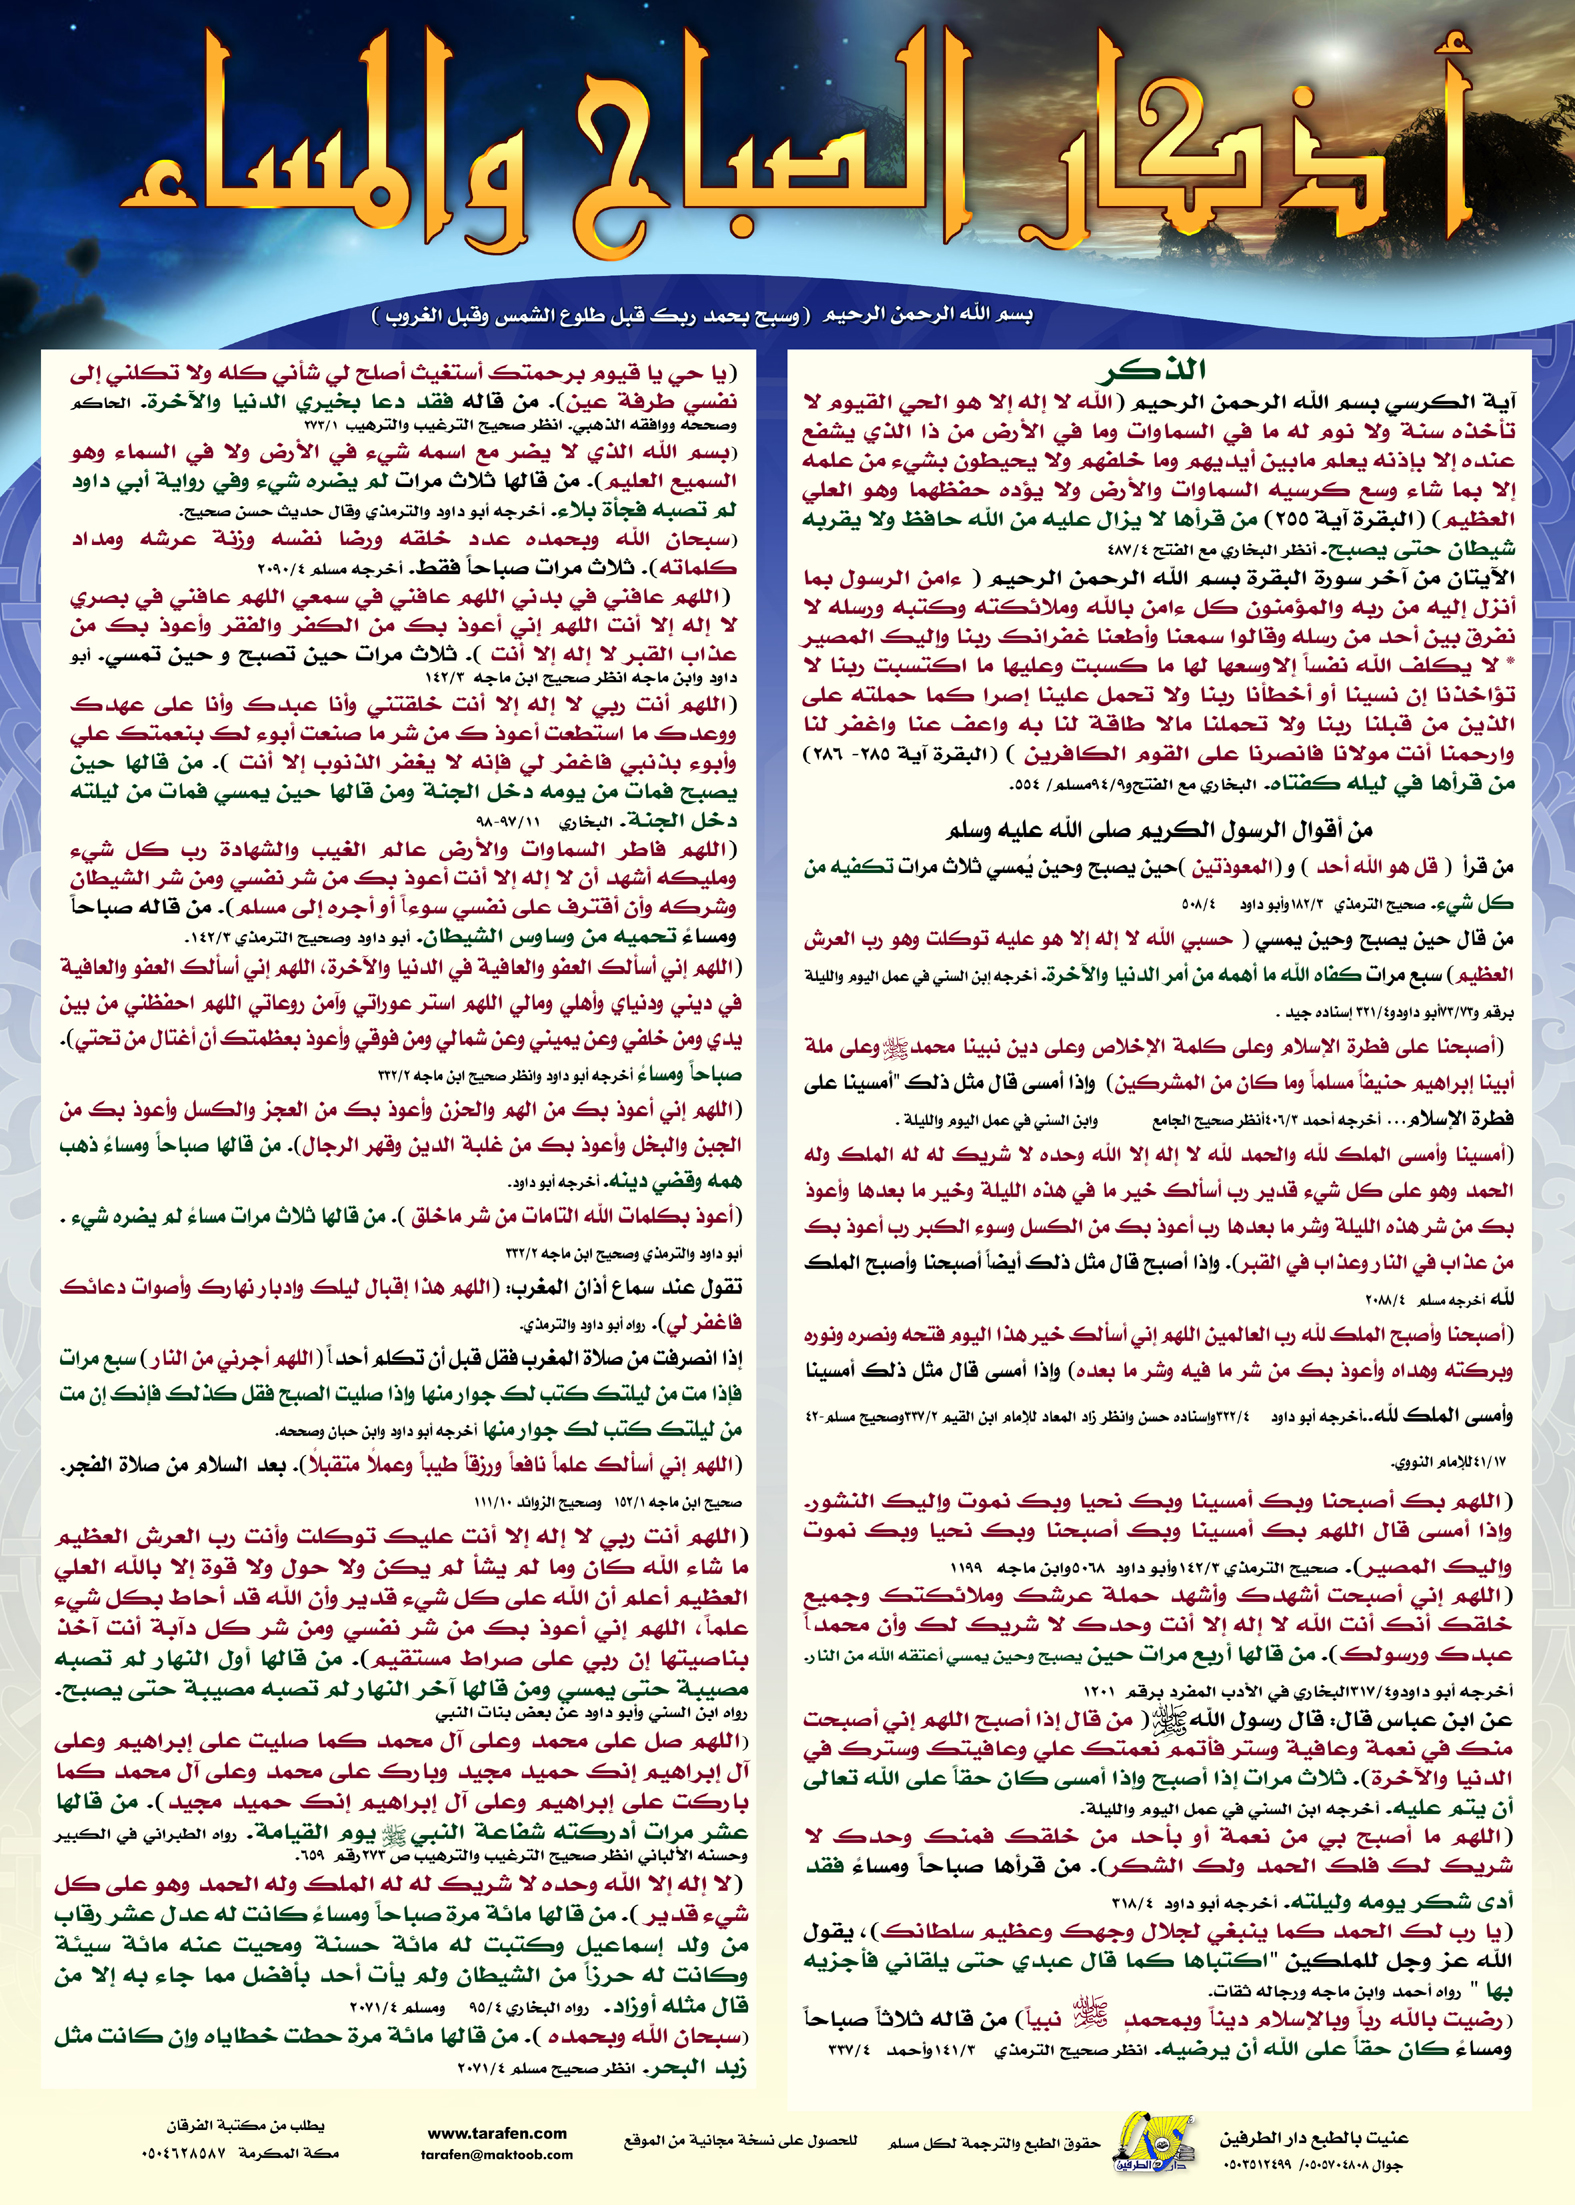 أذكار الصباح والمساء
بسم الله الرحمن الرحيم ( وسبح بحمد ربك قبل طلوع الشمس وقبل الغروب )
الذكر
آية الكرسي بسم الله الرحمن الرحيم (الله لا إله إلا هو الحي القيوم لا
تأخذه سنة ولا نوم له ما في السماوات وما في الأرض من ذا الذي يشفع
عنده إلا بإذنه يعلم مابين أيديهم وما خلفهم ولا يحيطون بشيء من علمه
إلا بما شاء وسع كرسيه السماوات والأرض ولا يؤده حفظهما وهو العلي
العظيم) (البقرة آية ٢٥٥) من قرأها لا يزال عليه من الله حافظ ولا يقربه
شيطان حتى يصبح. أنظر البخاري مع الفتح ٤٨٧/٤
الآيتان من آخر سورة البقرة بسم الله الرحمن الرحيم ( ءامن الرسول بما
أنزل إليه من ربه والمؤمنون كل ءامن بالله وملائكته وكتبه ورسله لا
نفرق بين أحد من رسله وقالوا سمعنا وأطعنا غفرانك ربنا وإليك المصير
* لا يكلف الله نفساً إلاوسعها لها ما كسبت وعليها ما اكتسبت ربنا لا
تؤاخذنا إن نسينا أو أخطأنا ربنا ولا تحمل علينا إصرا كما حملته على
الذين من قبلنا ربنا ولا تحملنا مالا طاقة لنا به واعف عنا واغفر لنا
وارحمنا أنت مولانا فانصرنا على القوم الكافرين ) (البقرة آية ٢٨٥- ٢٨٦)
من قرأها في ليله كفتاه. البخاري مع الفتح٩٤/٩ومسلم/ ٥٥٤.
من أقوال الرسول الكريم صلى الله عليه وسلم
من قرأ ( قل هو الله أحد ) و (المعوذتين )حين يصبح وحين يُمسي ثلاث مرات تكفيه من
كل شيء. صحيح الترمذي ١٨٢/٣وأبو داود ٥٠٨/٤
من قال حين يصبح وحين يمسي ( حسبي الله لا إله إلا هو عليه توكلت وهو رب العرش
العظيم) سبع مرات كفاه الله ما أهمه من أمر الدنيا والآخرة. أخرجه إبن السني في عمل اليوم والليلة
برقم ٧٣/٧٣وأبو داود٣٢١/٤ إسناده جيد .
(أصبحنا على فطرة الإسلام وعلى كلمة الإخلاص وعلى دين نبينا محمدﷺوعلى ملة
أبينا إبراهيم حنيفاً مسلماً وما كان من المشركين) وإذا أمسى قال مثل ذلك "أمسينا على
فطرة الإسلام... أخرجه أحمد ٤٠٦/٣أنظر صحيح الجامع وابن السني في عمل اليوم والليلة .
(أمسينا وأمسى الملك لله والحمد لله لا إله إلا الله وحده لا شريك له له الملك وله
الحمد وهو على كل شيء قدير رب أسألك خير ما في هذه الليلة وخير ما بعدها وأعوذ
بك من شر هذه الليلة وشر ما بعدها رب أعوذ بك من الكسل وسوء الكبر رب أعوذ بك
من عذاب في النار وعذاب في القبر). وإذا أصبح قال مثل ذلك أيضاً أصبحنا وأصبح الملك
لله أخرجه مسلم ٢٠٨٨/٤
(أصبحنا وأصبح الملك لله رب العالمين اللهم إني أسألك خير هذا اليوم فتحه ونصره ونوره
وبركته وهداه وأعوذ بك من شر ما فيه وشر ما بعده) وإذا أمسى قال مثل ذلك أمسينا
وأمسى الملك لله..أخرجه أبو داود ٣٢٢/٤وإسناده حسن وانظر زاد المعاد للإمام ابن القيم ٣٣٧/٢وصحيح مسلم-٤٢
٤١/١٧للإمام النووي.
( اللهم بك أصبحنا وبك أمسينا وبك نحيا وبك نموت وإليك النشور.
وإذا أمسى قال اللهم بك أمسينا وبك أصبحنا وبك نحيا وبك نموت
وإليك المصير). صحيح الترمذي ١٤٢/٣وأبو داود ٥٠٦٨وابن ماجه ١١٩٩
( اللهم إني أصبحت أشهدك وأشهد حملة عرشك وملائكتك وجميع
خلقك أنك أنت الله لا إله إلا أنت وحدك لا شريك لك وأن محمداً
عبدك ورسولك). من قالها أربع مرات حين يصبح وحين يمسي أعتقه الله من النار.
أخرجه أبو داود٣١٧/٤والبخاري في الأدب المفرد برقم ١٢٠١
عن ابن عباس قال: قال رسول اللهﷺ( من قال إذا أصبح اللهم إني أصبحت
منك في نعمة وعافية وستر فأتمم نعمتك علي وعافيتك وسترك في
الدنيا والآخرة). ثلاث مرات إذا أصبح وإذا أمسى كان حقاً على الله تعالى
أن يتم عليه. أخرجه ابن السني في عمل اليوم والليلة.
( اللهم ما أصبح بي من نعمة أو بأحد من خلقك فمنك وحدك لا
شريك لك فلك الحمد ولك الشكر). من قرأها صباحاً ومساءً فقد
أدى شكر يومه وليلته. أخرجه أبو داود ٣١٨/٤
(يا رب لك الحمد كما ينبغي لجلال وجهك وعظيم سلطانك)، يقول
الله عز وجل للملكين "اكتباها كما قال عبدي حتى يلقاني فأجزيه
بها " رواه أحمد وابن ماجه ورجاله ثقات.
(رضيت بالله رباً وبالإسلام ديناً وبمحمدٍ ﷺ نبياً) من قاله ثلاثاً صباحاً
ومساءً كان حقاً على الله أن يرضيه. انظر صحيح الترمذي ١٤١/٣وأحمد ٣٣٧/٤
(يا حي يا قيوم برحمتك أستغيث أصلح لي شأني كله ولا تكلني إلى
نفسي طرفة عين). من قاله فقد دعا بخيري الدنيا والآخرة. الحاكم
وصححه ووافقه الذهبي. انظر صحيح الترغيب والترهيب ٢٧٣/١
(بسم الله الذي لا يضر مع اسمه شيء في الأرض ولا في السماء وهو
السميع العليم). من قالها ثلاث مرات لم يضره شيء وفي رواية أبي داود
لم تصبه فجأة بلاء. أخرجه أبو داود والترمذي وقال حديث حسن صحيح.
(سبحان الله وبحمده عدد خلقه ورضا نفسه وزنة عرشه ومداد
كلماته). ثلاث مرات صباحاً فقط. أخرجه مسلم ٢٠٩٠/٤
( اللهم عافني في بدني اللهم عافني في سمعي اللهم عافني في بصري
لا إله إلا أنت اللهم إني أعوذ بك من الكفر والفقر وأعوذ بك من
عذاب القبر لا إله إلا أنت ). ثلاث مرات حين تصبح و حين تمسي. أبو
داود وابن ماجه انظر صحيح ابن ماجه ١٤٢/٣
(اللهم أنت ربي لا إله إلا أنت خلقتني وأنا عبدك وأنا على عهدك
ووعدك ما استطعت أعوذ ك من شر ما صنعت أبوء لك بنعمتك علي
وأبوء بذنبي فاغفر لي فإنه لا يغفر الذنوب إلا أنت ). من قالها حين
يصبح فمات من يومه دخل الجنة ومن قالها حين يمسي فمات من ليلته
دخل الجنة. البخاري ٩٧/١١-٩٨
(اللهم فاطر السماوات والأرض عالم الغيب والشهادة رب كل شيء
ومليكه أشهد أن لا إله إلا أنت أعوذ بك من شر نفسي ومن شر الشيطان
وشركه وأن أقترف على نفسي سوءاً أو أجره إلى مسلم). من قاله صباحاً
ومساءً تحميه من وساوس الشيطان. أبو داود وصحيح الترمذي ١٤٢/٣.
(اللهم إني أسألك العفو والعافية في الدنيا والآخرة، اللهم إني أسألك العفو والعافية
في ديني ودنياي وأهلي ومالي اللهم استر عوراتي وآمن روعاتي اللهم احفظني من بين
يدي ومن خلفي وعن يميني وعن شمالي ومن فوقي وأعوذ بعظمتك أن أغتال من تحتي).
صباحاً ومساءً أخرجه أبو داود وانظر صحيح ابن ماجه ٣٣٢/٢
(اللهم إني أعوذ بك من الهم والحزن وأعوذ بك من العجز والكسل وأعوذ بك من
الجبن والبخل وأعوذ بك من غلبة الدين وقهر الرجال). من قالها صباحاً ومساءً ذهب
همه وقضي دينه. أخرجه أبو داود.
(أعوذ بكلمات الله التامات من شر ماخلق ). من قالها ثلاث مرات مساءً لم يضره شيء .
أبو داود والترمذي وصحيح ابن ماجه ٣٣٢/٢
تقول عند سماع أذان المغرب: (اللهم هذا إقبال ليلك وإدبار نهارك وأصوات دعائك
فاغفر لي). رواه أبو داود والترمذي.
إذا انصرفت من صلاة المغرب فقل قبل أن تكلم أحداً (اللهم أجرني من النار) سبع مرات
فإذا مت من ليلتك كتب لك جوار منها وإذا صليت الصبح فقل كذلك فإنك إن مت
من ليلتك كتب لك جوار منها أخرجه أبو داود وابن حبان وصححه.
(اللهم إني أسألك علماً نافعاً ورزقاً طيباً وعملاً متقبلاً). بعد السلام من صلاة الفجر.
صحيح ابن ماجه ١٥٢/١ وصحيح الزوائد ١١١/١٠
( اللهم أنت ربي لا إله إلا أنت عليك توكلت وأنت رب العرش العظيم
ما شاء الله كان وما لم يشأ لم يكن ولا حول ولا قوة إلا بالله العلي
العظيم أعلم أن الله على كل شيء قدير وأن الله قد أحاط بكل شيء
علماً، اللهم إني أعوذ بك من شر نفسي ومن شر كل دآبة أنت آخذ
بناصيتها إن ربي على صراط مستقيم). من قالها أول النهار لم تصبه
مصيبة حتى يمسي ومن قالها آخر النهار لم تصبه مصيبة حتى يصبح.
رواه ابن السني وأبو داود عن بعض بنات النبي
(اللهم صل على محمد وعلى آل محمد كما صليت على إبراهيم وعلى
آل إبراهيم إنك حميد مجيد وبارك على محمد وعلى آل محمد كما
باركت على إبراهيم وعلى آل إبراهيم إنك حميد مجيد). من قالها
عشر مرات أدركته شفاعة النبي ﷺ يوم القيامة. رواه الطبراني في الكبير
وحسنه الألباني انظر صحيح الترغيب والترهيب ص٢٧٣رقم ٦٥٩.
(لا إله إلا الله وحده لا شريك له له الملك وله الحمد وهو على كل
شيء قدير ). من قالها مائة مرة صباحاً ومساءً كانت له عدل عشر رقاب
من ولد إسماعيل وكتبت له مائة حسنة ومحيت عنه مائة سيئة
وكانت له حرزاً من الشيطان ولم يأت أحد بأفضل مما جاء به إلا من
قال مثله أوزاد. رواه البخاري ٩٥/٤ ومسلم ٢٠٧١/٤
(سبحان الله وبحمده ). من قالها مائة مرة حطت خطاياه وإن كانت مثل
زبد البحر. انظر صحيح مسلم ٢٠٧١/٤
عنيت بالطبع دار الطرفين
جوال ٠٥٠٥٧٠٤٨٠٨/ ٠٥٠٣٥١٢٤٩٩
دار الطرفين
حقوق الطبع والترجمة لكل مسلم
للحصول على نسخة مجانية من الموقع
www.tarafen.com
tarafen@maktoob.com
يطلب من مكتبة الفرقان
مكة المكرمة ٠٥٠٤٦٢٨٥٨٧